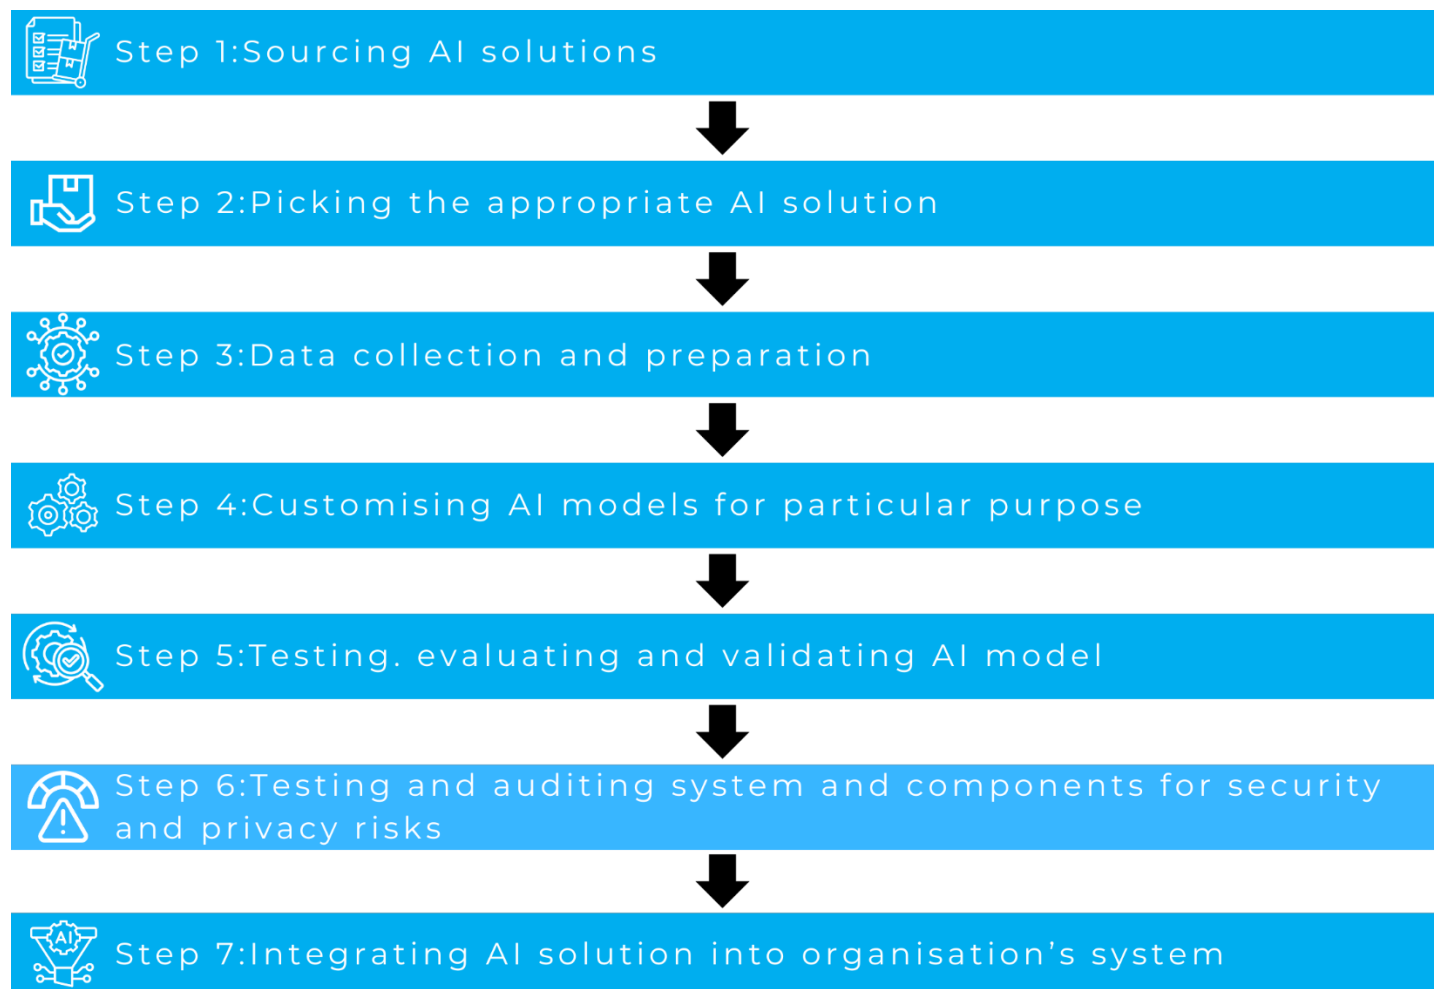 Step 1:Sourcing AI solutions
Step 2:Picking the appropriate AI solution
Step 3:Data collection and preparation
Step 4:Customising AI models for particular purpose
Step 5:Testing. evaluating and validating AI model
Step 6:Testing and auditing system and components for security
and privacy risks
AI
Step 7:Integrating AI solution into organisation’s system